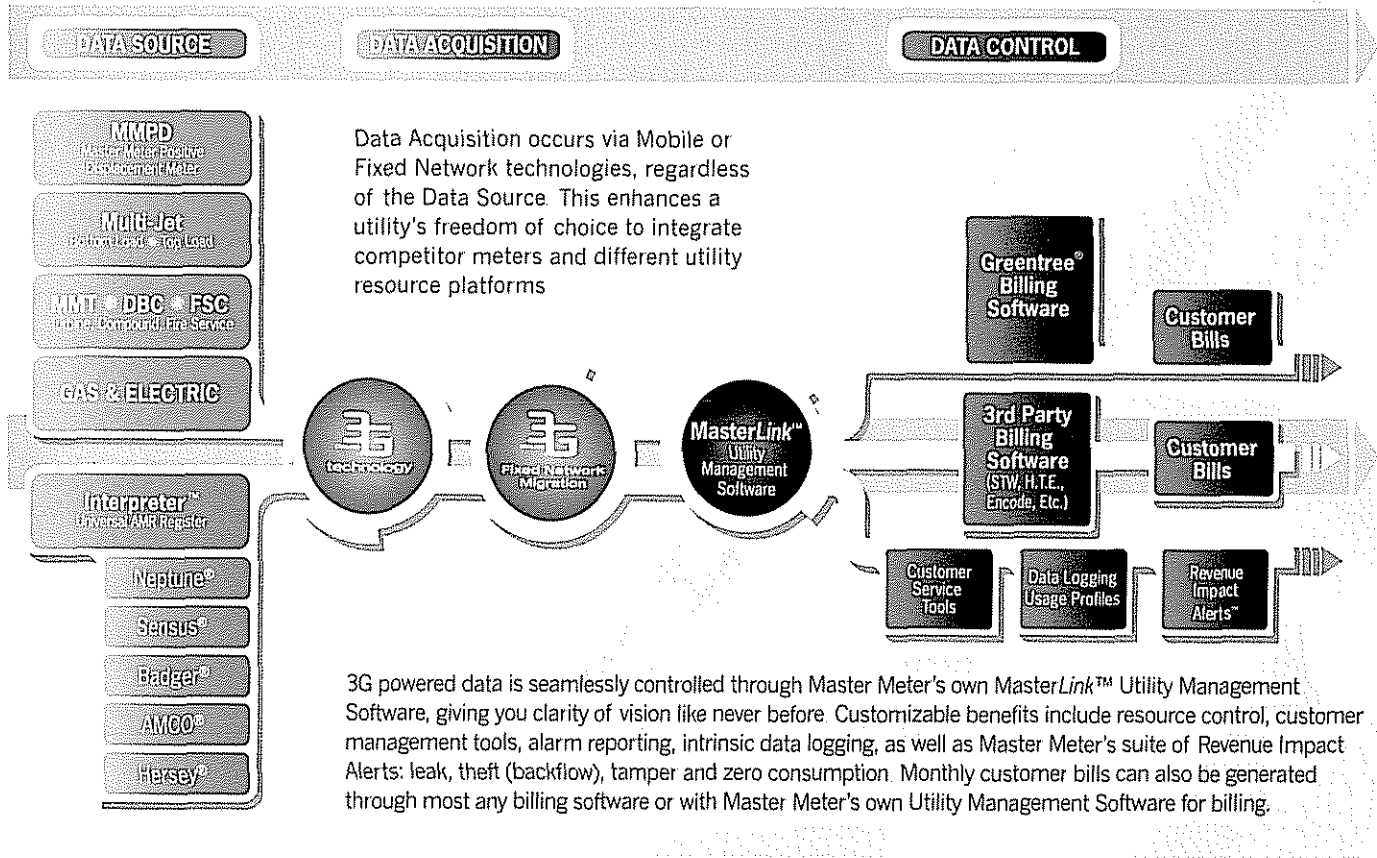 DATA SOURCE
DATA ACQUISITION
DATA CONTROL
MMPD
Master Meter Positive
Displacement Meter
Multi-Jet
Bottom Load • Top Load
MMT • DBC • FSC
Turbine, Compound, Fire Service
GAS & ELECTRIC
Interpreter™
Universal AMR Register
Neptune®
Sensus®
Badger®
AMCO®
Hersey®
Data Acquisition occurs via Mobile or
Fixed Network technologies, regardless
of the Data Source. This enhances a
utility's freedom of choice to integrate
competitor meters and different utility
resource platforms
3G
technology
3G
Fixed Network
Migration
MasterLink™
Utility
Management
Software
Greentree®
Billing
Software
Customer
Bills
3rd Party
Billing
Software
(STW, H.T.E.,
Encode, Etc.)
Customer
Bills
Customer
Service
Tools
Data Logging
Usage Profiles
Revenue
Impact
Alerts™
3G powered data is seamlessly controlled through Master Meter's own MasterLink™ Utility Management
Software, giving you clarity of vision like never before. Customizable benefits include resource control, customer
management tools, alarm reporting, intrinsic data logging, as well as Master Meter's suite of Revenue Impact
Alerts: leak, theft (backflow), tamper and zero consumption. Monthly customer bills can also be generated
through most any billing software or with Master Meter's own Utility Management Software for billing.